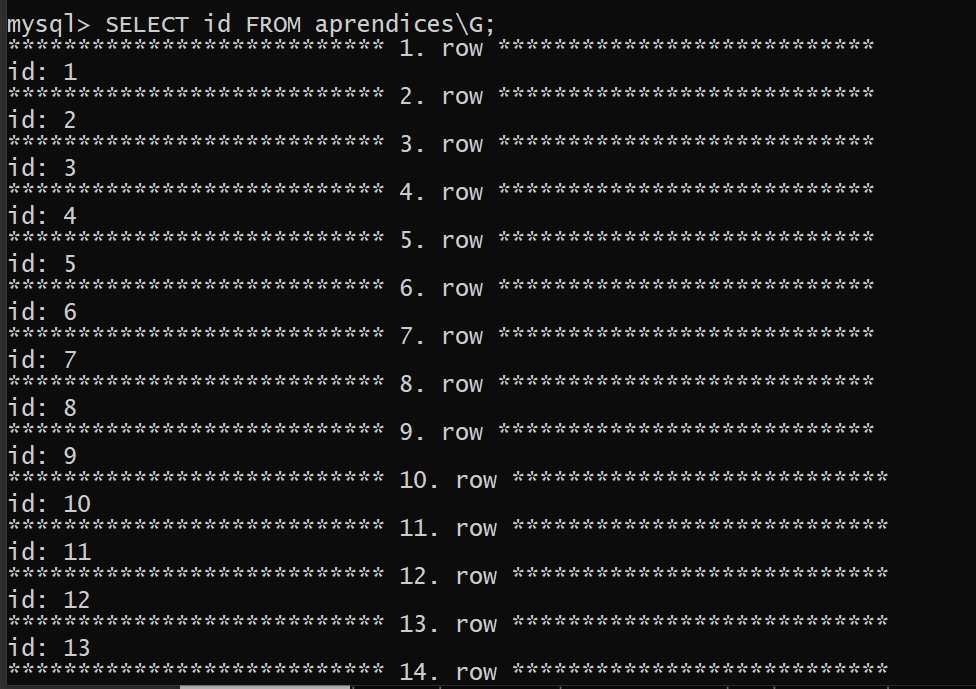 mysql> SELECT id FROM aprendices\G;
*************************** 1. row ***************************
id: 1
*************************** 2. row ***************************
id: 2
*************************** 3. row ***************************
id: 3
*************************** 4. row ***************************
id: 4
*************************** 5. row ***************************
id: 5
*************************** 6. row ***************************
id: 6
*************************** 7. row ***************************
id: 7
*************************** 8. row ***************************
id: 8
*************************** 9. row ***************************
id: 9
*************************** 10. row ***************************
id: 10
*************************** 11. row ***************************
id: 11
*************************** 12. row ***************************
id: 12
*************************** 13. row ***************************
id: 13
*************************** 14. row ***************************